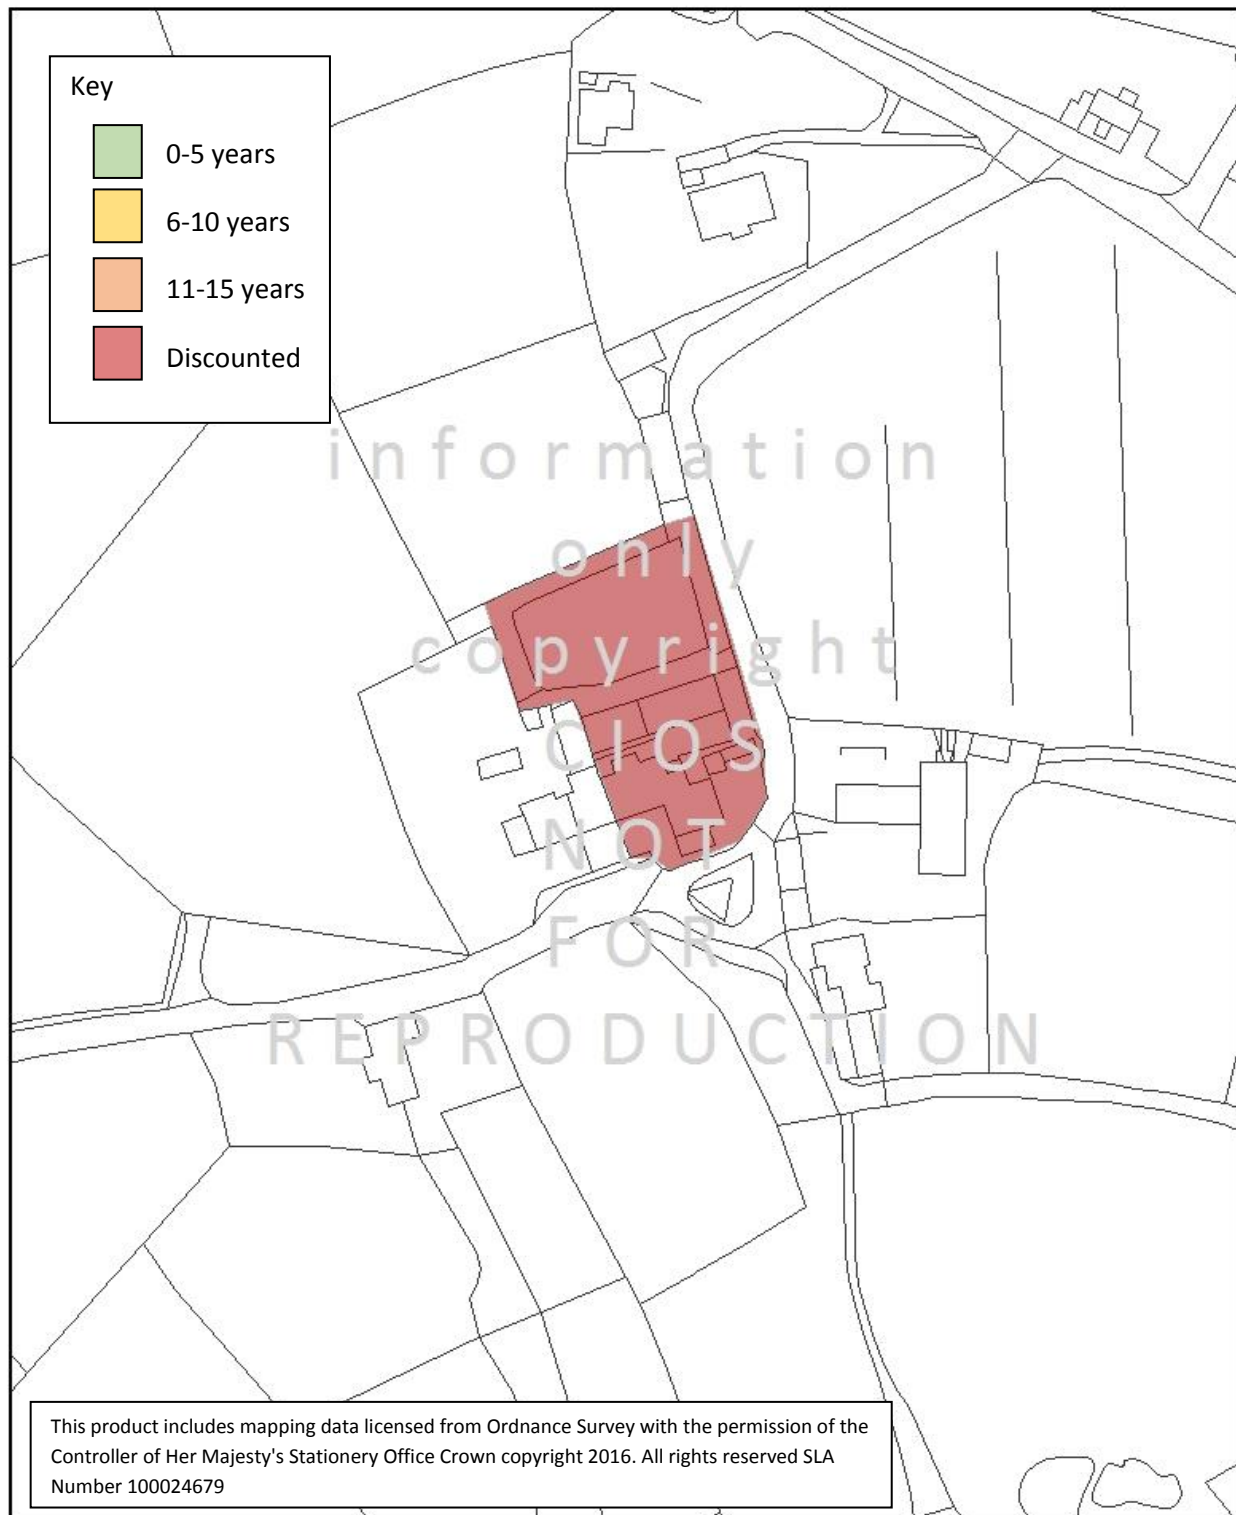 Key
0-5 years
6-10 years
11-15 years
Discounted
information
only
copyright
CIOS
NOT
FOR
REPRODUCTION
This product includes mapping data licensed from Ordnance Survey with the permission of the
Controller of Her Majesty's Stationery Office Crown copyright 2016. All rights reserved SLA
Number 100024679